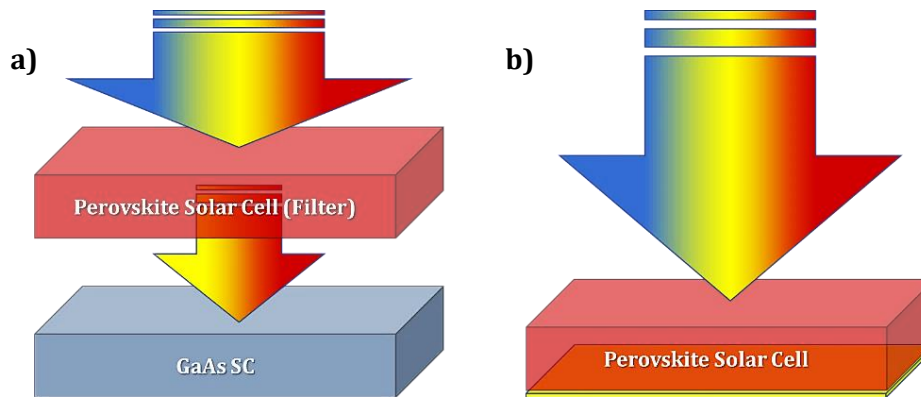 a)
b)
Perovskite Solar Cell (Filter)
GaAs SC
Perovskite Solar Cell